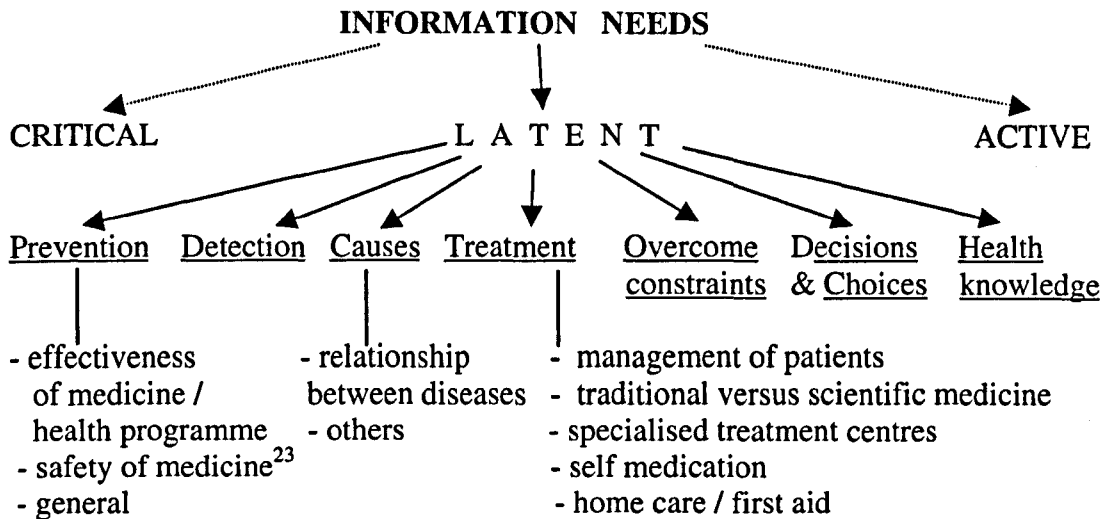 INFORMATION NEEDS
CRITICAL L A T E N T ACTIVE
Prevention Detection Causes Treatment Overcome constraints Decisions & Choices Health knowledge
- effectiveness of medicine / health programme
- safety of medicine23
- general
- relationship between diseases
- others
- management of patients
- traditional versus scientific medicine
- specialised treatment centres
- self medication
- home care / first aid